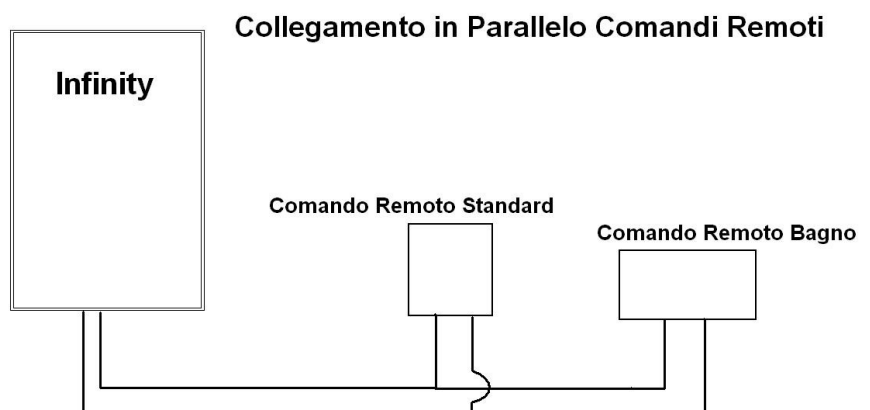 Collegamento in Parallelo Comandi Remoti
Infinity
Comando Remoto Standard
Comando Remoto Bagno